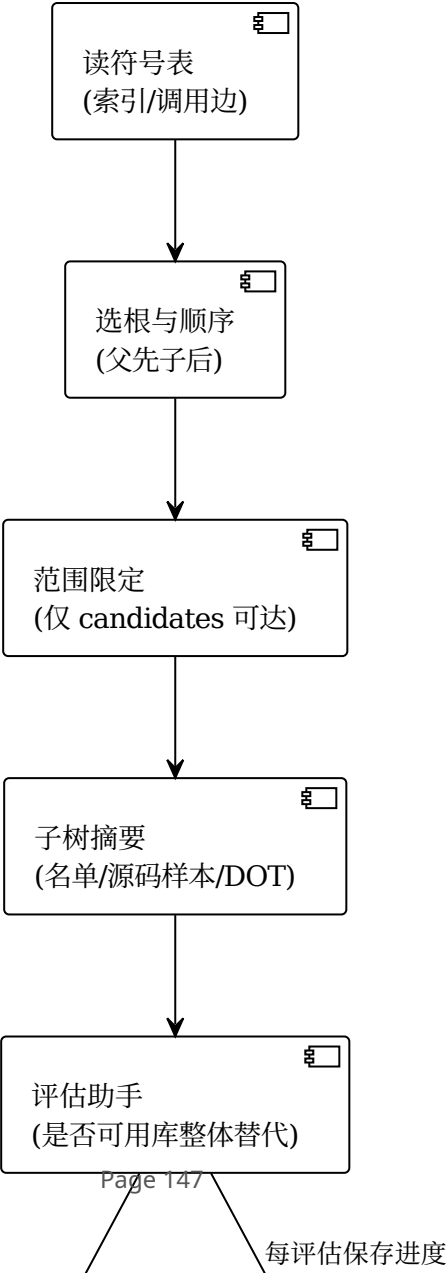 读符号表
(索引/调用边)
选根与顺序
(父先子后)
范围限定
(仅 candidates 可达)
子树摘要
(名单/源码样本/DOT)
评估助手
(是否可用库整体替代)
Page 147
每评估保存进度